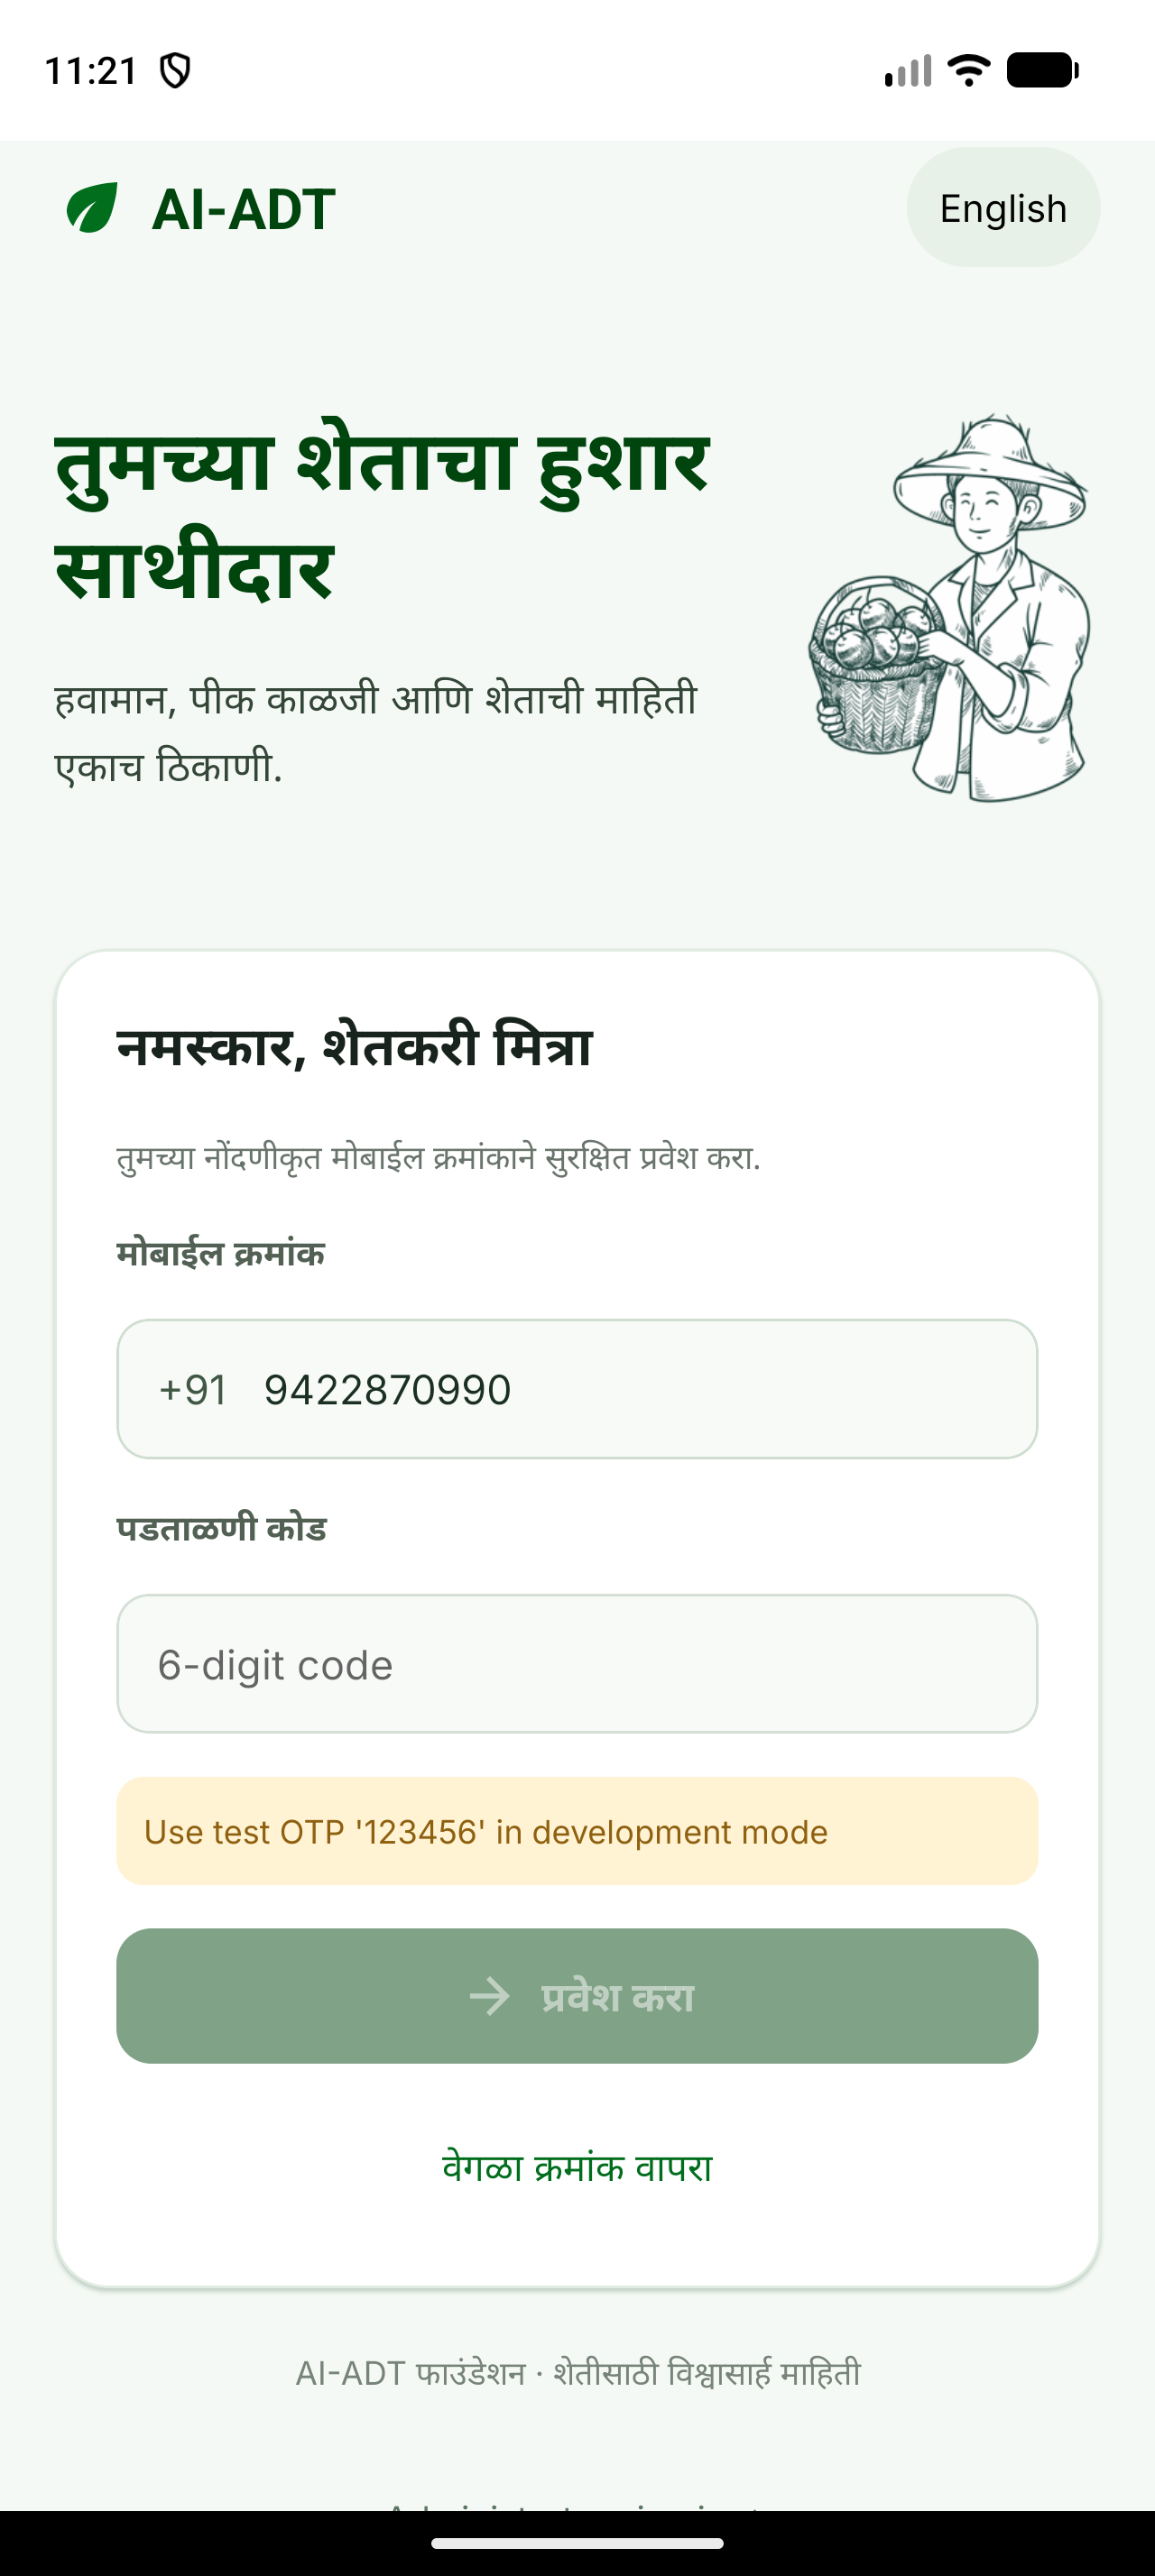 11:21
AI-ADT
English
तुमच्या शेताचा हुशार
साथीदार
हवामान, पीक काळजी आणि शेताची माहिती
एकाच ठिकाणी.
नमस्कार, शेतकरी मित्रा
तुमच्या नोंदणीकृत मोबाईल क्रमांकाने सुरक्षित प्रवेश करा.
मोबाईल क्रमांक
+91 9422870990
पडताळणी कोड
6-digit code
Use test OTP '123456' in development mode
प्रवेश करा
वेगळा क्रमांक वापरा
AI-ADT फाउंडेशन · शेतीसाठी विश्वासार्ह माहिती